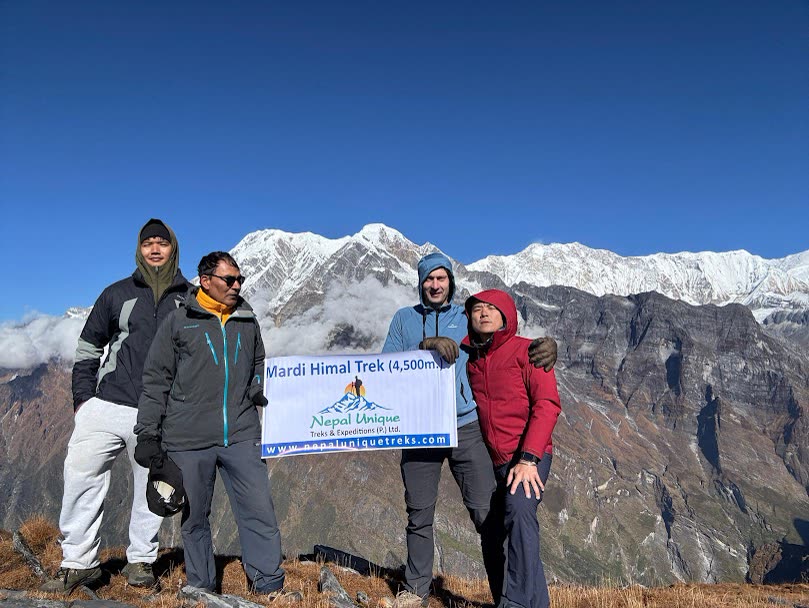 Mardi Himal Trek (4,500m)
Nepal Unique
Treks & Expeditions (P.) Ltd.
www.nepaluniquetreks.com